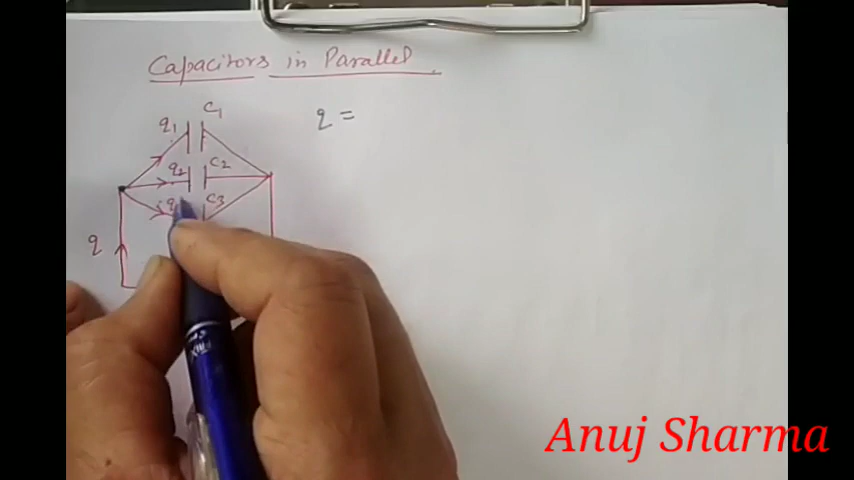 Capacitors in Parallel
C1
q1
q =
q2
C2
q
C3
q
Anuj Sharma